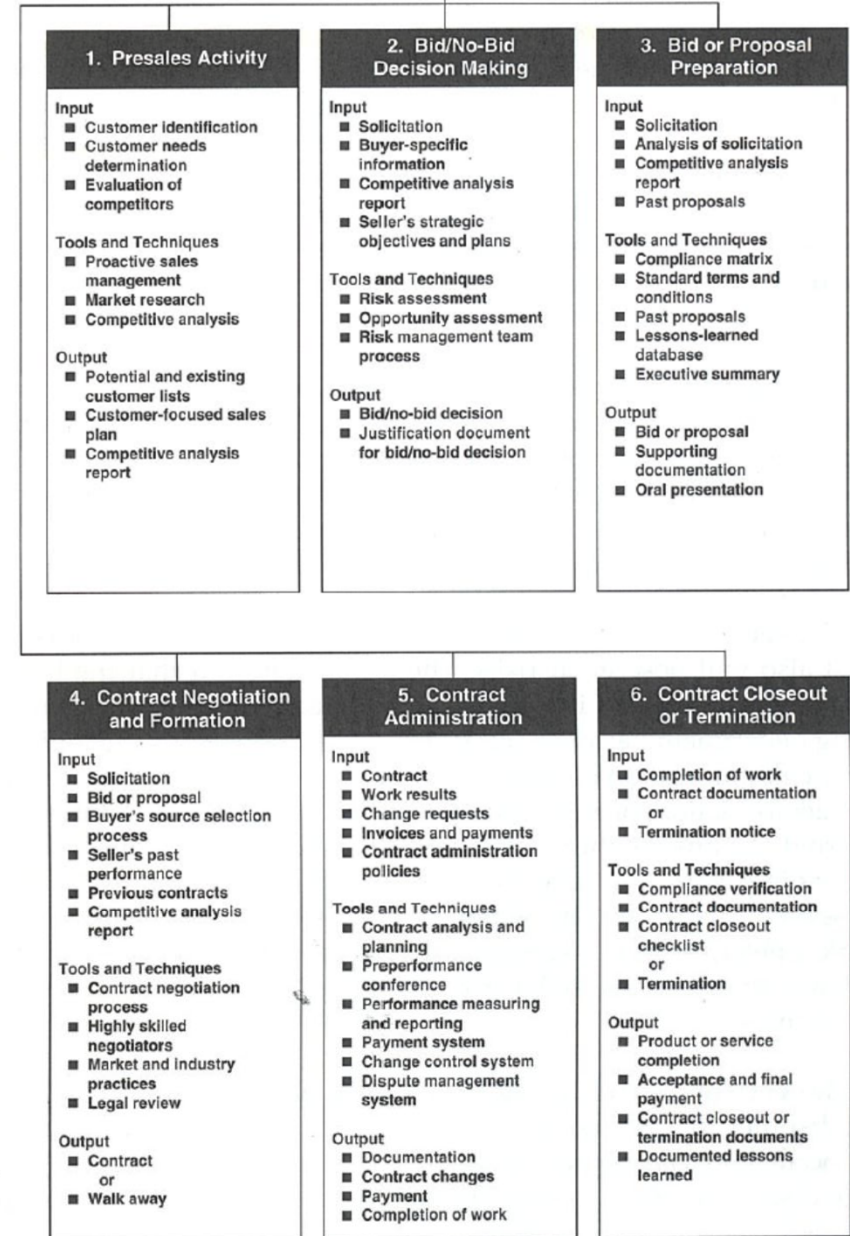 1. Presales Activity
Input
■ Customer identification
■ Customer needs
determination
■ Evaluation of
competitors
Tools and Techniques
■ Proactive sales
management
■ Market research
■ Competitive analysis
Output
■ Potential and existing
customer lists
■ Customer-focused sales
plan
■ Competitive analysis
report
2. Bid/No-Bid
Decision Making
Input
■ Solicitation
■ Buyer-specific
information
■ Competitive analysis
report
■ Seller's strategic
objectives and plans
Tools and Techniques
■ Risk assessment
■ Opportunity assessment
■ Risk management team
process
Output
■ Bid/no-bid decision
■ Justification document
for bid/no-bid decision
3. Bid or Proposal
Preparation
Input
■ Solicitation
■ Analysis of solicitation
■ Competitive analysis
report
■ Past proposals
Tools and Techniques
■ Compliance matrix
■ Standard terms and
conditions
■ Past proposals
■ Lessons-learned
database
■ Executive summary
Output
■ Bid or proposal
■ Supporting
documentation
■ Oral presentation
4. Contract Negotiation
and Formation
Input
■ Solicitation
■ Bid or proposal
■ Buyer's source selection
process
■ Seller's past
performance
■ Previous contracts
■ Competitive analysis
report
Tools and Techniques
■ Contract negotiation
process
■ Highly skilled
negotiators
■ Market and industry
practices
■ Legal review
Output
■ Contract
or
■ Walk away
5. Contract
Administration
Input
■ Contract
■ Work results
■ Change requests
■ Invoices and payments
■ Contract administration
policies
Tools and Techniques
■ Contract analysis and
planning
■ Preperformance
conference
■ Performance measuring
and reporting
■ Payment system
■ Change control system
■ Dispute management
system
Output
■ Documentation
■ Contract changes
■ Payment
■ Completion of work
6. Contract Closeout
or Termination
Input
■ Completion of work
■ Contract documentation
or
■ Termination notice
Tools and Techniques
■ Compliance verification
■ Contract documentation
■ Contract closeout
checklist
or
■ Termination
Output
■ Product or service
completion
■ Acceptance and final
payment
■ Contract closeout or
termination documents
■ Documented lessons
learned